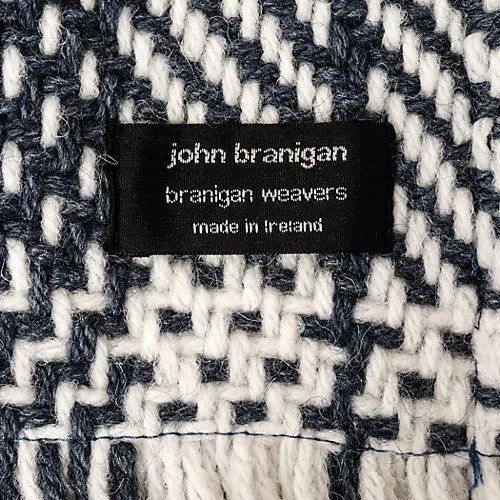 john branigan
branigan weavers
made in Ireland